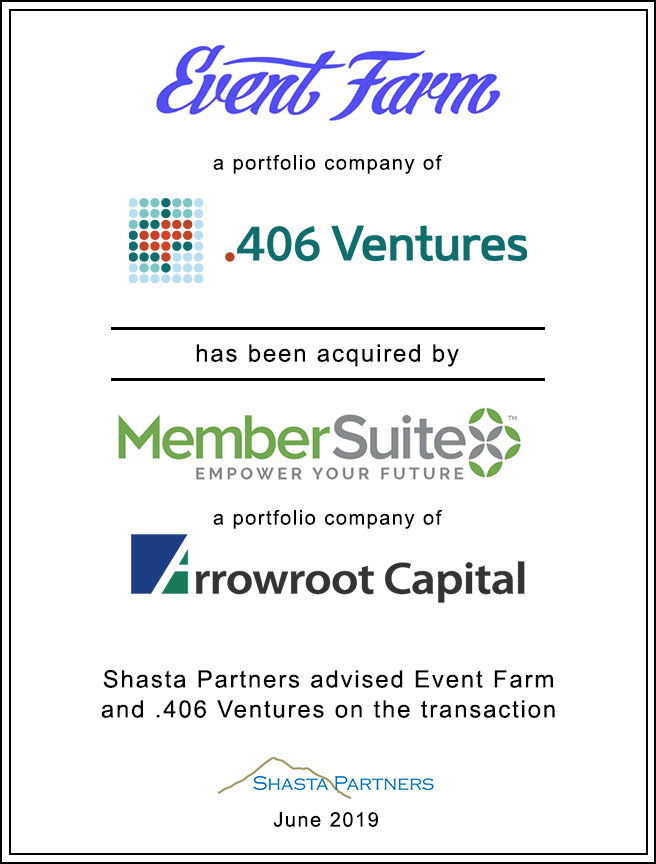 Event Farm
a portfolio company of
.406 Ventures
has been acquired by
MemberSuite™
EMPOWER YOUR FUTURE
a portfolio company of
Arrowroot Capital
Shasta Partners advised Event Farm
and .406 Ventures on the transaction
SHASTA PARTNERS
June 2019